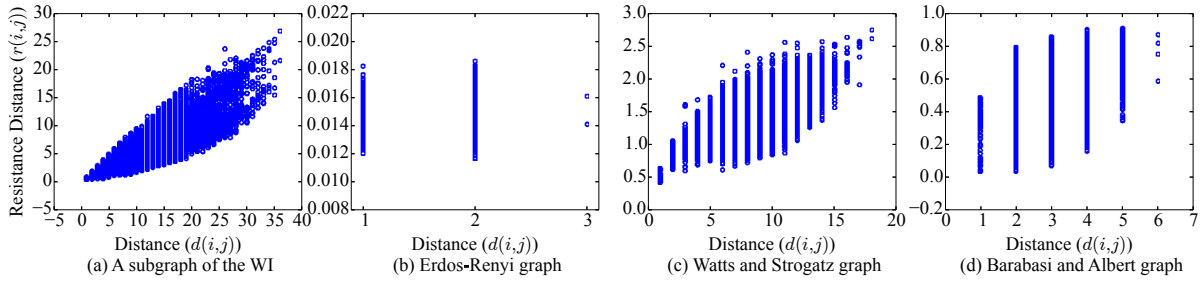 Resistance Distance (r(i,j))
30
25
20
15
10
5
0
−5
−5 0 5 10 15 20 25 30 35 40
Distance (d(i,j))
(a) A subgraph of the WI
0.022
0.020
0.018
0.016
0.014
0.012
0.010
0.008
1 2 3
Distance (d(i,j))
(b) Erdos-Renyi graph
3.0
2.5
2.0
1.5
1.0
0.5
0.0
0 5 10 15 20
Distance (d(i,j))
(c) Watts and Strogatz graph
1.0
0.8
0.6
0.4
0.2
0.0
−0.2
0 1 2 3 4 5 6 7
Distance (d(i,j))
(d) Barabasi and Albert graph